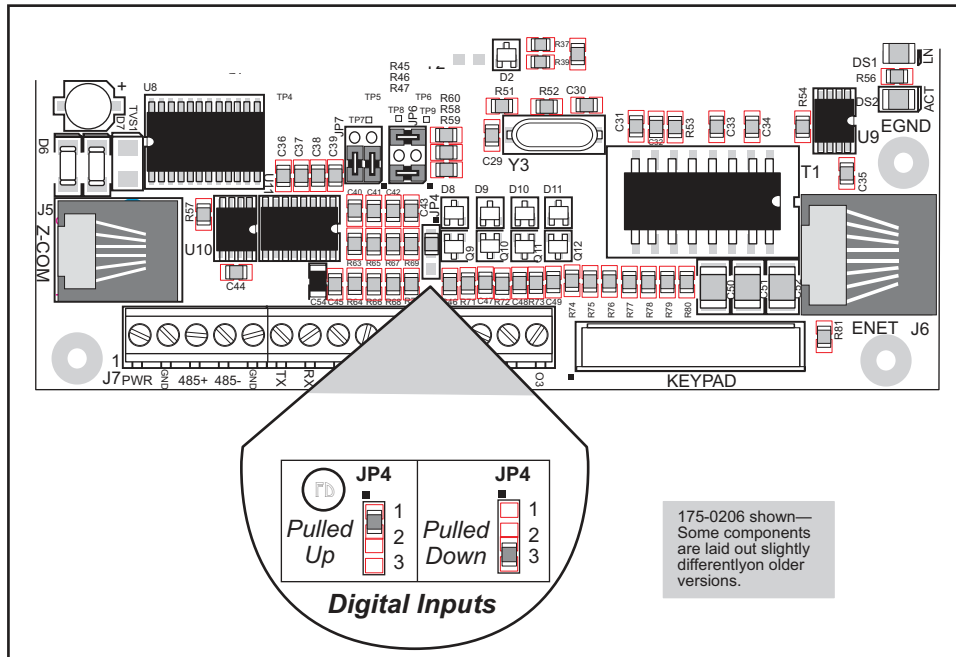 R45
R46
R47
D2
R37
R39
DS1
LN
R56
DS2
ACT
EGND
U8
+
D7
TVS1
D6
TP4
TP5
TP6
TP7
TP8
TP9
JP7
JP6
R60
R58
R59
R51
R52
C30
C29
Y3
C31
C32
R53
C33
C34
R54
U9
T1
C35
C36
C37
C38
C39
U11
C40
C41
C42
C43
JP4
D8
D9
D10
D11
J5
Z-COM
R57
U10
C44
R63
R65
R67
R69
Q9
Q10
Q11
Q12
C54
C45
R64
R66
R68
C46
R71
C47
R72
C48
R73
C49
R74
R75
R76
R77
R78
R79
R80
C50
C51
C52
R81
ENET
J6
1
J7
PWR
GND
485+
485-
GND
TX
RX
O3
KEYPAD
JP4
Pulled
Up
1
2
3
JP4
Pulled
Down
1
2
3
Digital Inputs
175-0206 shown—
Some components
are laid out slightly
differentlyon older
versions.